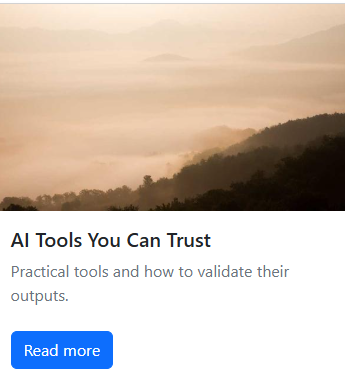 AI Tools You Can Trust
Practical tools and how to validate their
outputs.
Read more